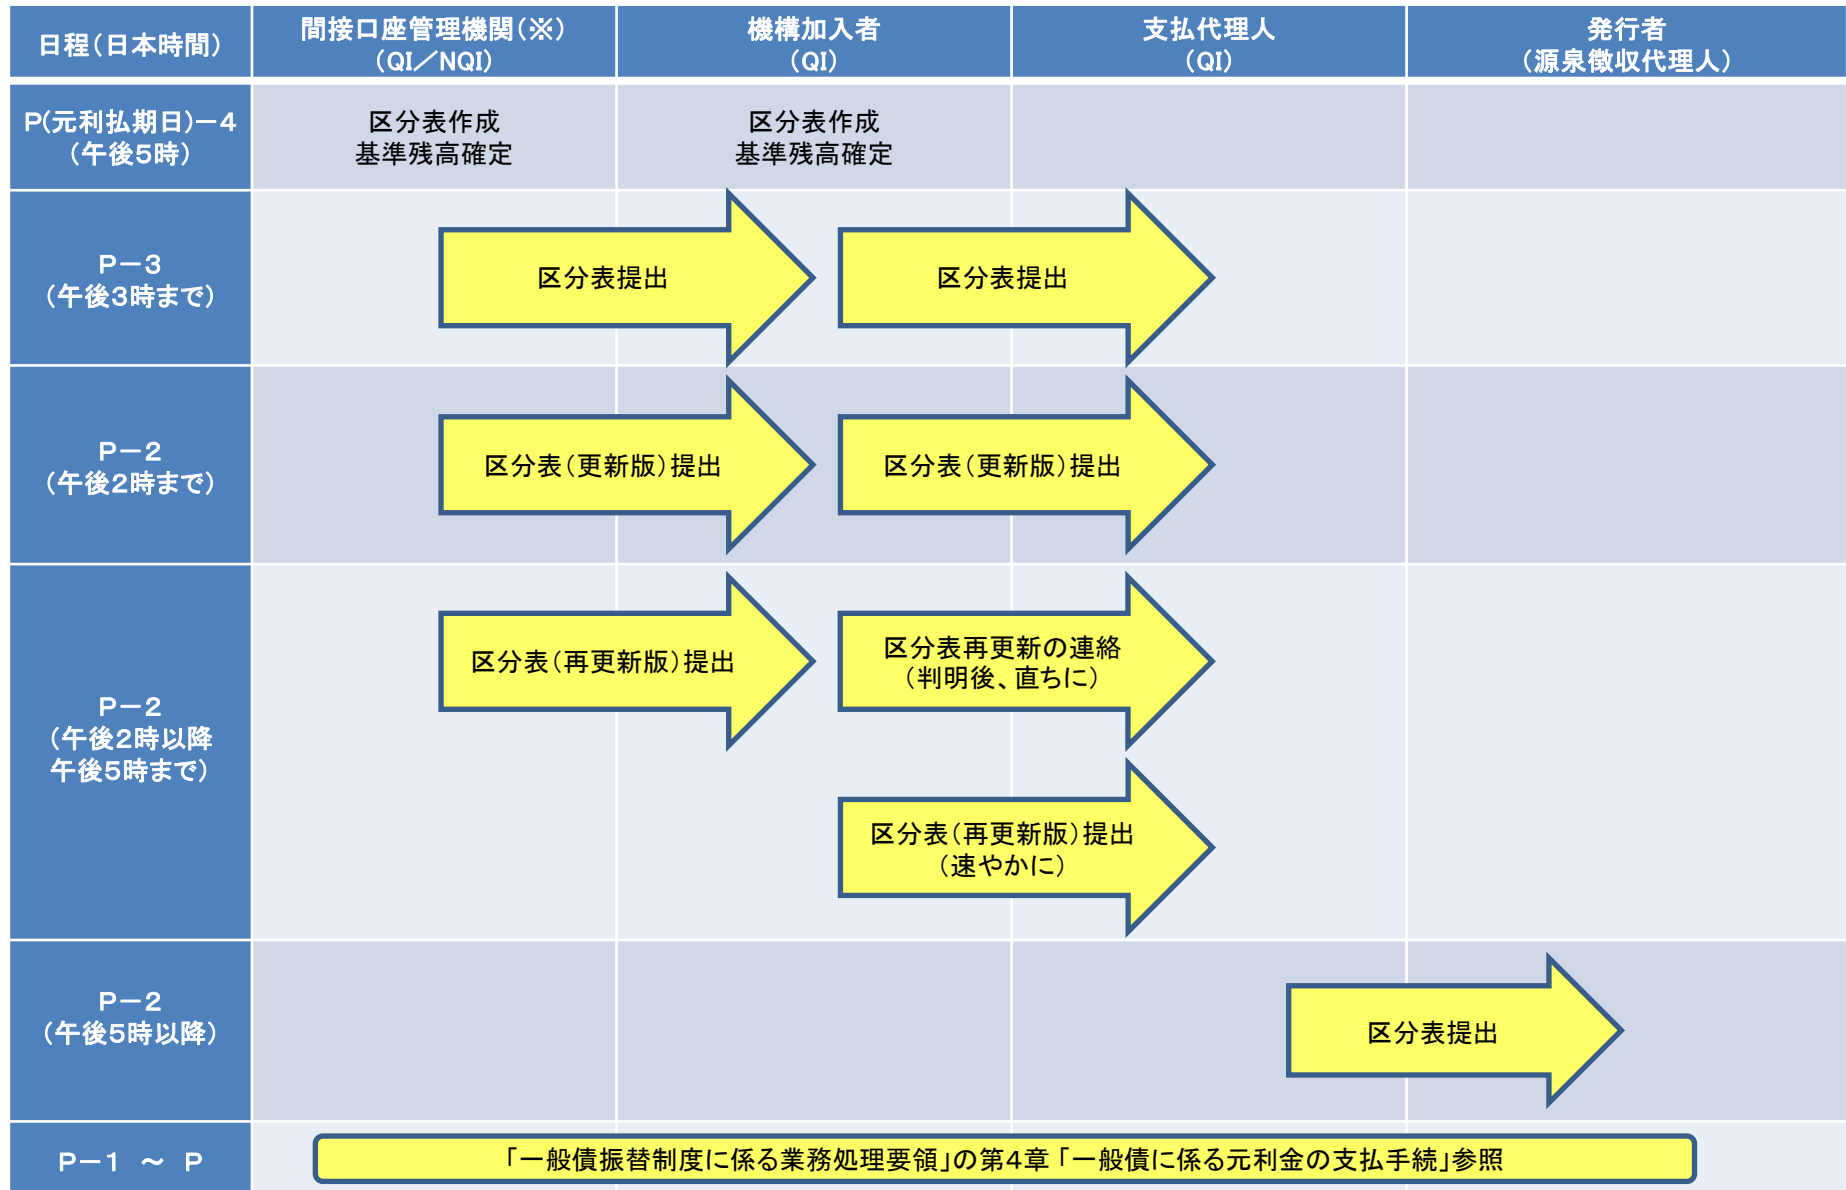 日程（日本時間）
間接口座管理機関（※）
（QI／NQI）
機構加入者
（QI）
支払代理人
（QI）
発行者
（源泉徴収代理人）
P(元利払期日)－４
（午後５時）
区分表作成
基準残高確定
区分表作成
基準残高確定
P－３
（午後３時まで）
区分表提出
区分表提出
P－２
（午後２時まで）
区分表（更新版）提出
区分表（更新版）提出
P－２
（午後２時以降
午後５時まで）
区分表（再更新版）提出
区分表再更新の連絡
（判明後、直ちに）
区分表（再更新版）提出
（速やかに）
P－２
（午後５時以降）
区分表提出
P－１　～　P
「一般債振替制度に係る業務処理要領」の第４章「一般債に係る元利金の支払手続」参照